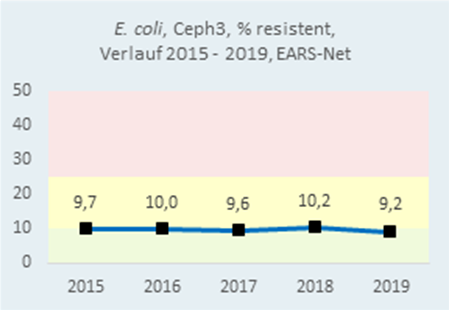 E. coli, Ceph3, % resistent,
Verlauf 2015 - 2019, EARS-Net
50
40
30
20
10
0
9,7 10,0 9,6 10,2 9,2
2015 2016 2017 2018 2019